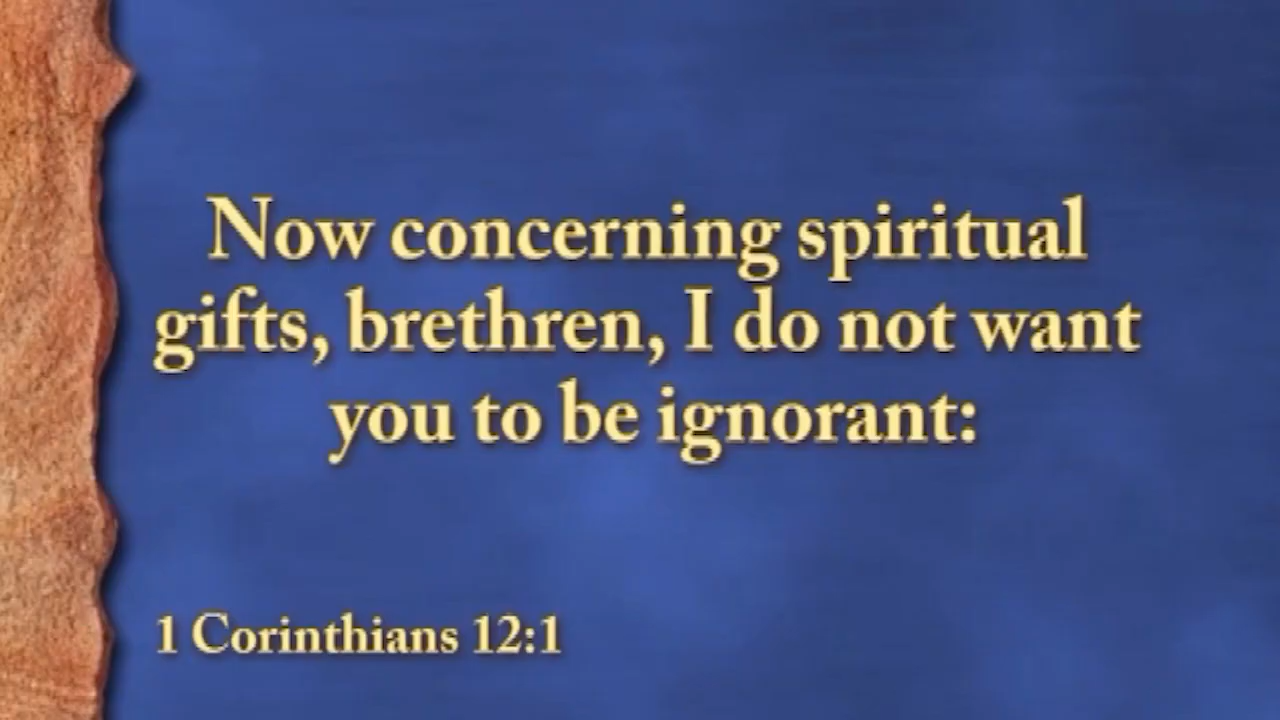 Now concerning spiritual
gifts, brethren, I do not want
you to be ignorant:
1 Corinthians 12:1